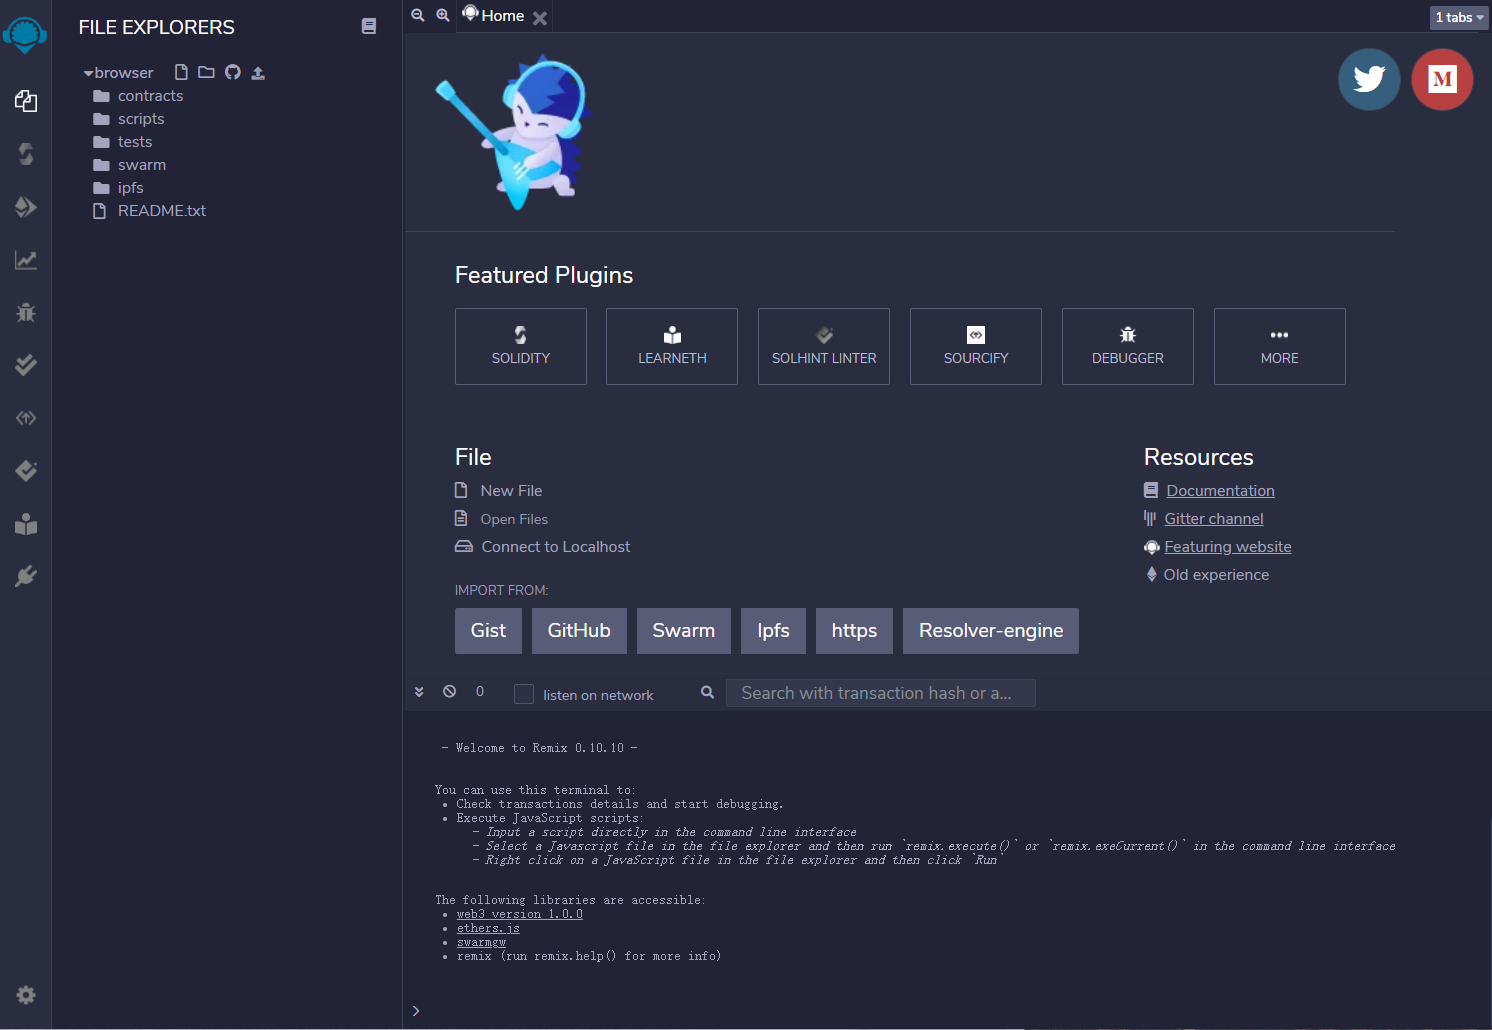 FILE EXPLORERS
browser
contracts
scripts
tests
swarm
ipfs
README.txt
Home
1 tabs
M
Featured Plugins
SOLIDITY
LEARNETH
SOLHINT LINTER
SOURCIFY
DEBUGGER
MORE
File
New File
Open Files
Connect to Localhost
IMPORT FROM:
Gist
GitHub
Swarm
Ipfs
https
Resolver-engine
Resources
Documentation
Gitter channel
Featuring website
Old experience
0
listen on network
Search with transaction hash or a...
- Welcome to Remix 0.10.10 -
You can use this terminal to:
• Check transactions details and start debugging.
• Execute JavaScript scripts:
- Input a script directly in the command line interface
- Select a Javascript file in the file explorer and then run `remix.execute()` or `remix.exeCurrent()` in the command line interface
- Right click on a JavaScript file in the file explorer and then click `Run`
The following libraries are accessible:
• web3 version 1.0.0
• ethers.js
• swarmgw
• remix (run remix.help() for more info)
>